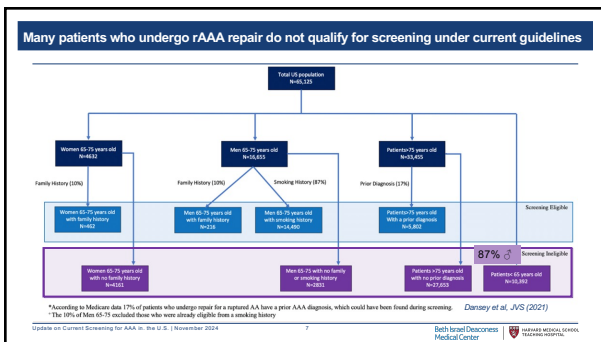 Many patients who undergo rAAA repair do not qualify for screening under current guidelines
Total US population
N=65,125
Women 65-75 years old
N=4632
Men 65-75 years old
N=16,655
Patients>75 years old
N=33,455
Family History (10%)
Family History (10%)
Smoking History (87%)
Prior Diagnosis (17%)
Screening Eligible
Women 65-75 years old
with family history
N=462
Men 65-75 years old
with family history
N=216
Men 65-75 years old
with smoking history
N=14,490
Patients>75 years old
With a prior diagnosis
N=5,802
87% ♂
Screening Ineligible
Women 65-75 years old
with no family history
N=4161
Men 65-75 with no family
or smoking history
N=2831
Patients >75 years old
with no prior diagnosis
N=27,653
Patients<65 years old
N=10,392
*According to Medicare data 17% of patients who undergo repair for a ruptured AA have a prior AAA diagnosis, which could have been found during screening.
⁺The 10% of Men 65-75 excluded those who were already eligible from a smoking history
Dansey et al, JVS (2021)
Update on Current Screening for AAA in the U.S. | November 2024
7
Beth Israel Deaconess
Medical Center
HARVARD MEDICAL SCHOOL
TEACHING HOSPITAL